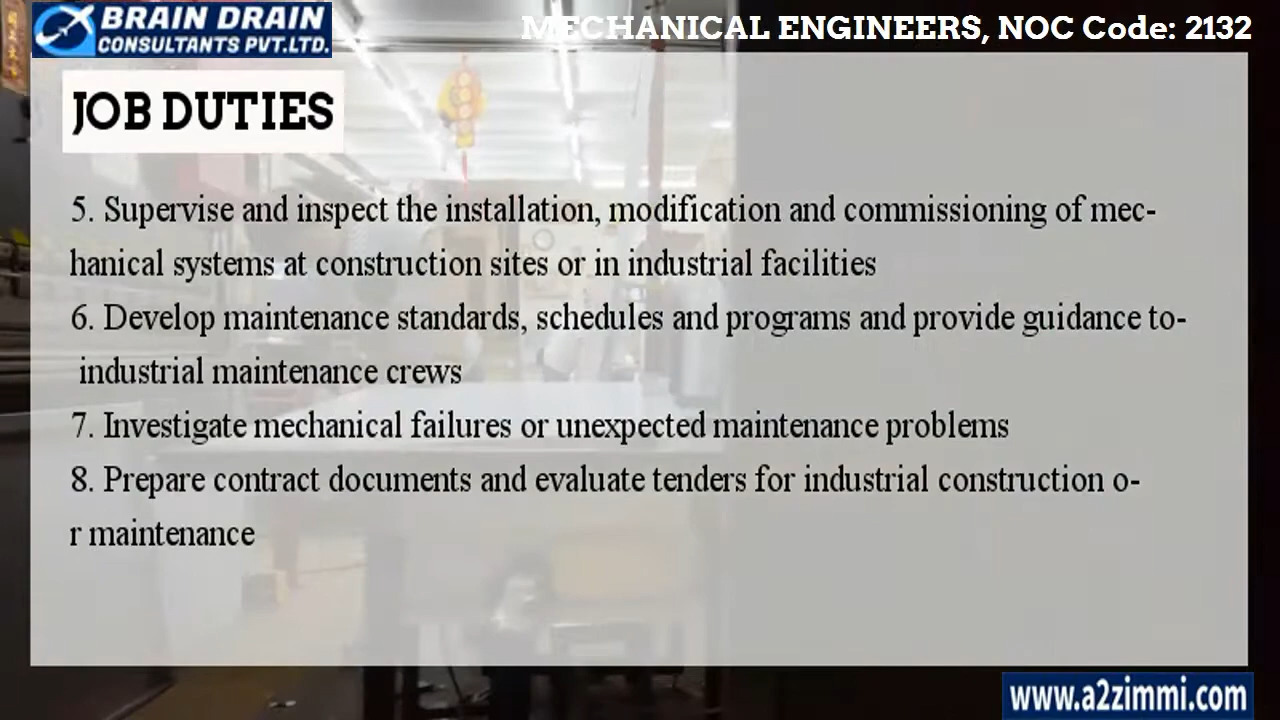 BRAIN DRAIN
CONSULTANTS PVT.LTD.
MECHANICAL ENGINEERS, NOC Code: 2132
JOB DUTIES
5. Supervise and inspect the installation, modification and commissioning of mec-
hanical systems at construction sites or in industrial facilities
6. Develop maintenance standards, schedules and programs and provide guidance to-
industrial maintenance crews
7. Investigate mechanical failures or unexpected maintenance problems
8. Prepare contract documents and evaluate tenders for industrial construction o-
r maintenance
www.a2zimmi.com